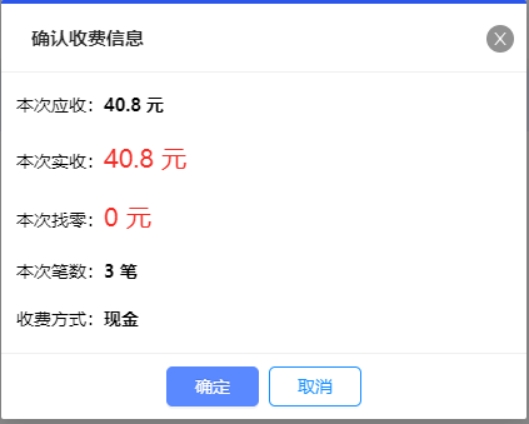 确认收费信息
本次应收：40.8 元
本次实收：40.8 元
本次找零：0 元
本次笔数：3 笔
收费方式：现金
确定 取消